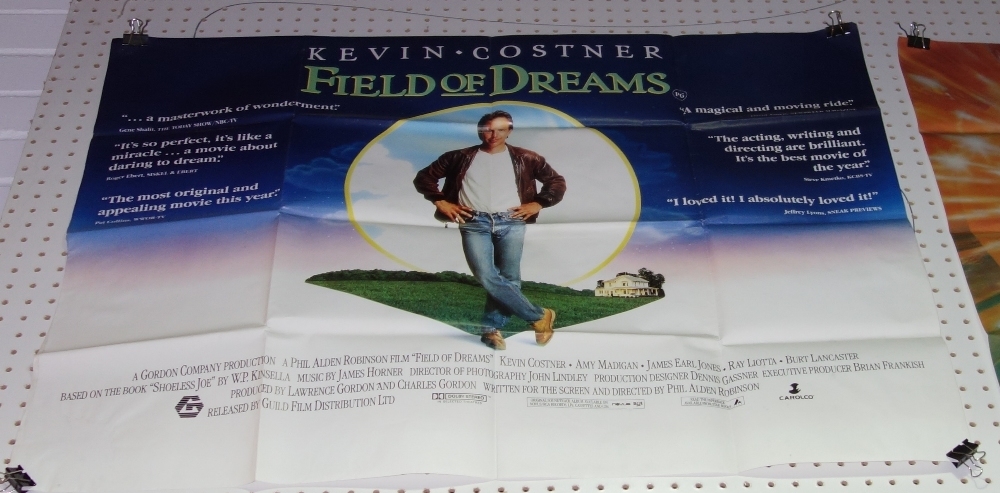 KEVIN · COSTNER
FIELD OF DREAMS
PG
"... a masterwork of wonderment."
Gene Shalit, THE TODAY SHOW/NBC-TV
"It's so perfect, it's like a
miracle . . . a movie about
daring to dream."
Roger Ebert, SISKEL & EBERT
"The most original and
appealing movie this year."
Pat Collins, WWOR-TV
"A magical and moving ride."
"The acting, writing and
directing are brilliant.
It's the best movie of
the year."
Steve Kmetko, KCBS-TV
"I loved it! I absolutely loved it!"
Jeffrey Lyons, SNEAK PREVIEWS
A GORDON COMPANY PRODUCTION A PHIL ALDEN ROBINSON FILM "FIELD OF DREAMS" KEVIN COSTNER • AMY MADIGAN • JAMES EARL JONES • RAY LIOTTA • BURT LANCASTER
BASED ON THE BOOK "SHOELESS JOE" BY W.P. KINSELLA MUSIC BY JAMES HORNER DIRECTOR OF PHOTOGRAPHY JOHN LINDLEY PRODUCTION DESIGNER DENNIS GASSNER EXECUTIVE PRODUCER BRIAN FRANKISH
PRODUCED BY LAWRENCE GORDON AND CHARLES GORDON WRITTEN FOR THE SCREEN AND DIRECTED BY PHIL ALDEN ROBINSON
RELEASED BY GUILD FILM DISTRIBUTION LTD
DOLBY STEREO
CAROLCO